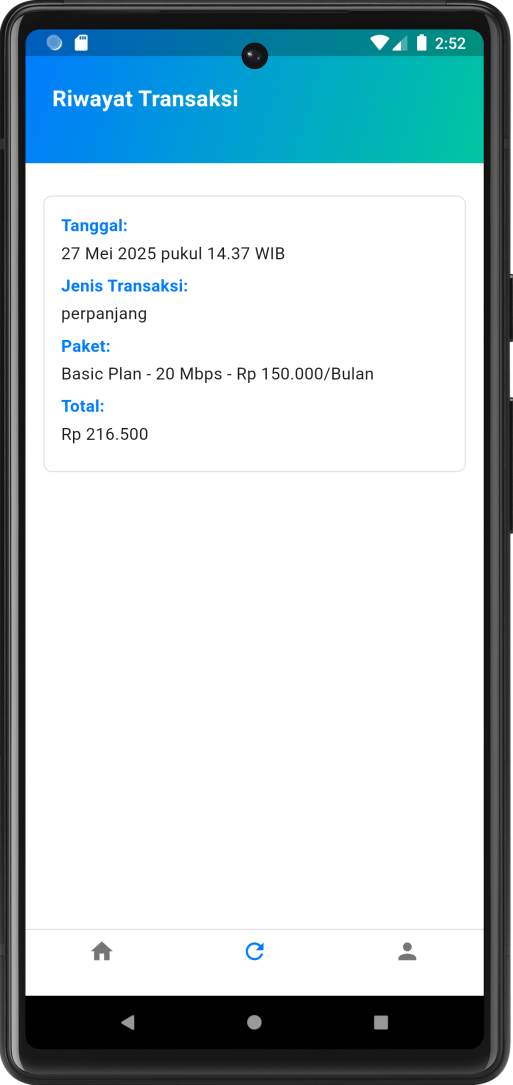 2:52
Riwayat Transaksi
Tanggal:
27 Mei 2025 pukul 14.37 WIB
Jenis Transaksi:
perpanjang
Paket:
Basic Plan - 20 Mbps - Rp 150.000/Bulan
Total:
Rp 216.500